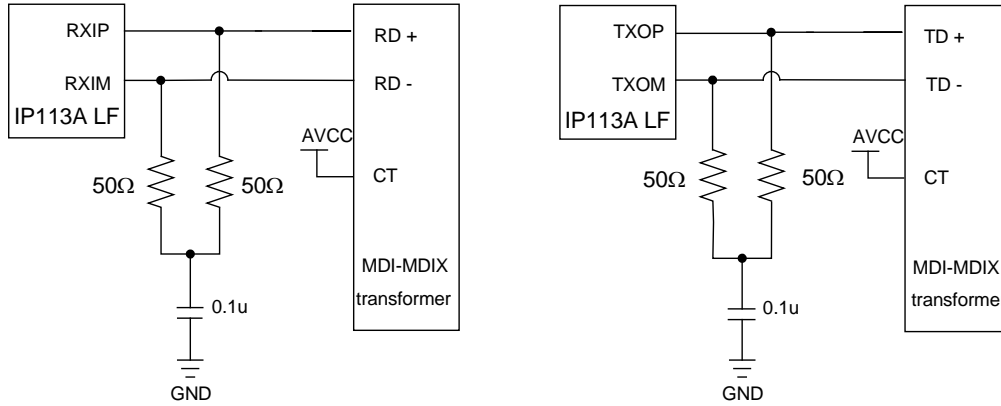 RXIP
RD +
RXIM
RD -
IP113A LF
AVCC
CT
50Ω
50Ω
MDI-MDIX
transformer
0.1u
GND
TXOP
TD +
TXOM
TD -
IP113A LF
AVCC
CT
50Ω
50Ω
MDI-MDIX
transforme
0.1u
GND